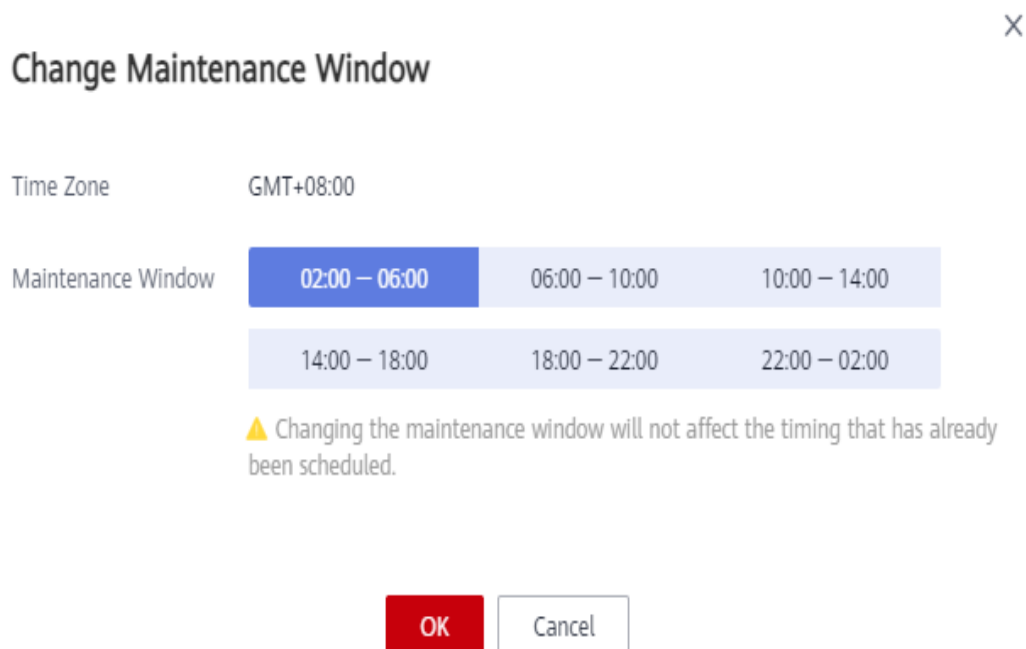 X
Change Maintenance Window
Time Zone GMT+08:00
Maintenance Window 02:00 — 06:00 06:00 — 10:00 10:00 — 14:00
14:00 — 18:00 18:00 — 22:00 22:00 — 02:00
Changing the maintenance window will not affect the timing that has already
been scheduled.
OK Cancel